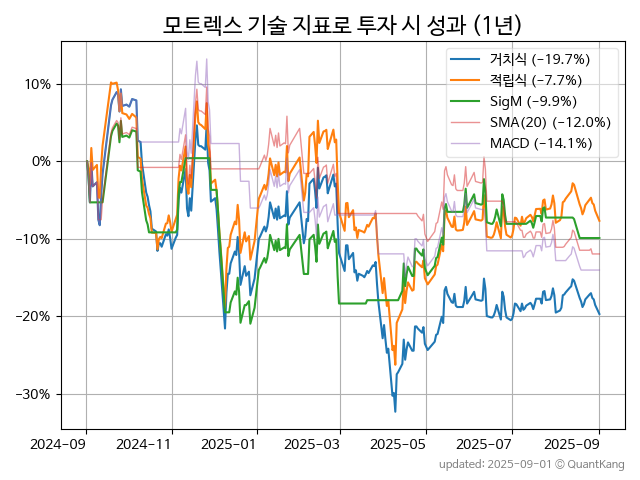 모트렉스 기술 지표로 투자 시 성과 (1년)
거치식 (−19.7%)
적립식 (−7.7%)
SigM (−9.9%)
SMA(20) (−12.0%)
MACD (−14.1%)
10%
0%
−10%
−20%
−30%
2024-09 2024-11 2025-01 2025-03 2025-05 2025-07 2025-09
updated: 2025-09-01 © QuantKang